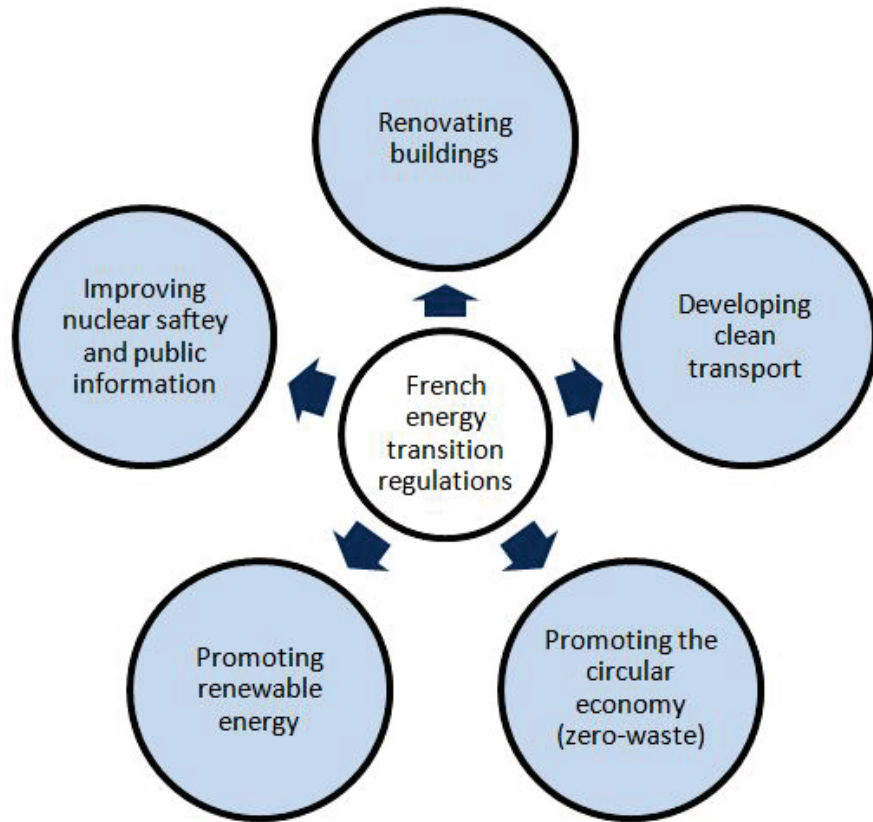 Renovating
buildings
Improving
nuclear saftey
and public
information
Developing
clean
transport
French
energy
transition
regulations
Promoting
renewable
energy
Promoting the
circular
economy
(zero-waste)